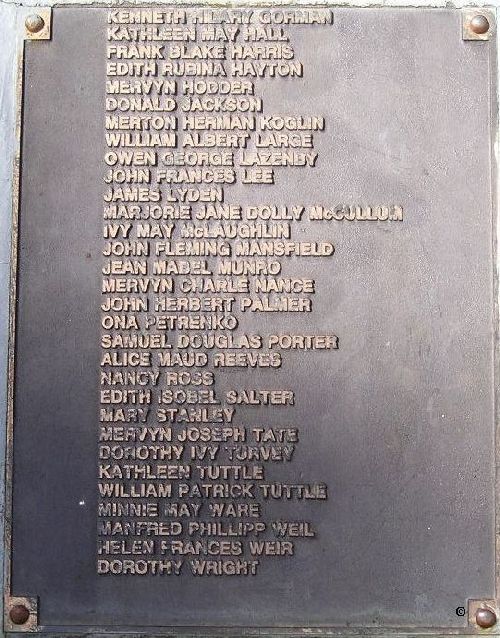 KENNETH HILARY GORMAN
KATHLEEN MAY HALL
FRANK BLAKE HARRIS
EDITH RUBINA HAYTON
MERVYN HODDER
DONALD JACKSON
MERTON HERMAN KOGLIN
WILLIAM ALBERT LARGE
OWEN GEORGE LAZENBY
JOHN FRANCES LEE
JAMES LYDEN
MARJORIE JANE DOLLY McCULLUM
IVY MAY McLAUGHLIN
JOHN FLEMING MANSFIELD
JEAN MABEL MUNRO
MERVYN CHARLE NANCE
JOHN HERBERT PALMER
ONA PETRENKO
SAMUEL DOUGLAS PORTER
ALICE MAUD REEVES
NANCY ROSS
EDITH ISOBEL SALTER
MARY STANLEY
MERVYN JOSEPH TATE
DOROTHY IVY TURVEY
KATHLEEN TUTTLE
WILLIAM PATRICK TUTTLE
MINNIE MAY WARE
MANFRED PHILLIPP WEIL
HELEN FRANCES WEIR
DOROTHY WRIGHT
©